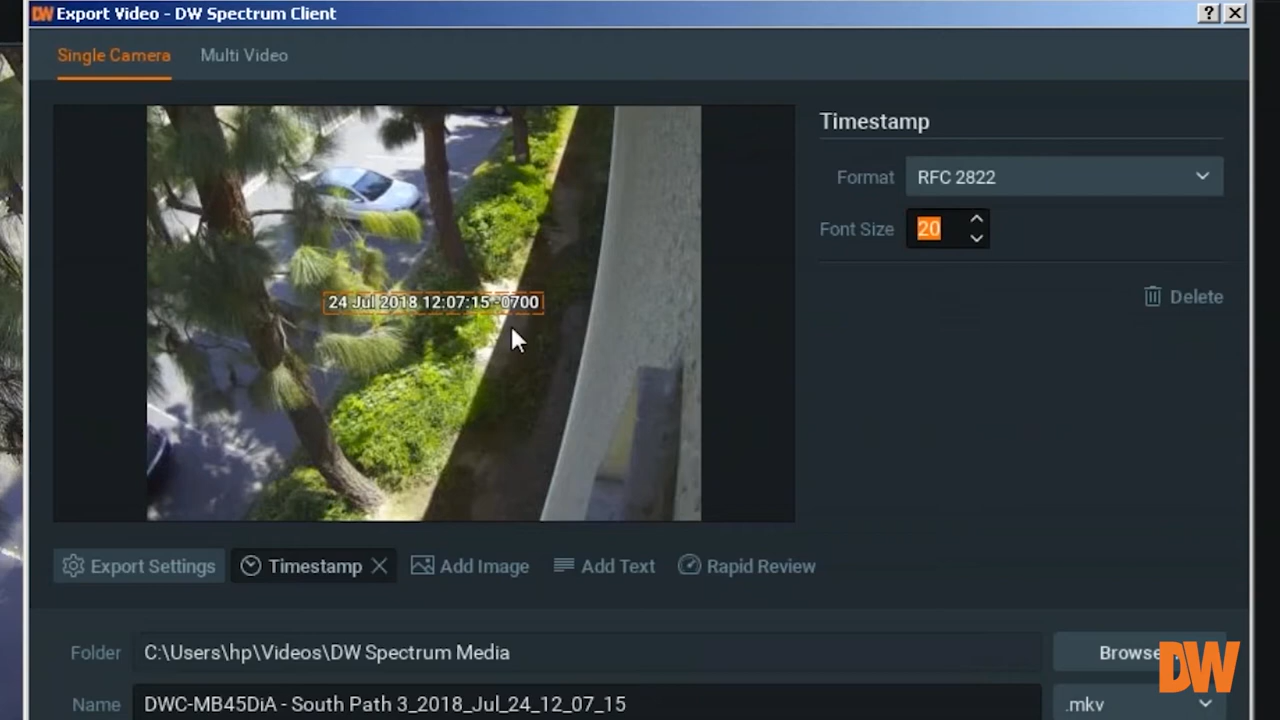 DW Export Video - DW Spectrum Client ?
Single Camera Multi Video
Timestamp
Format RFC 2822
Font Size 20
24 Jul 2018 12:07:15 -0700
Delete
Export Settings Timestamp Add Image Add Text Rapid Review
Folder C:\Users\hp\Videos\DW Spectrum Media Browse
DW
Name DWC-MB45DiA - South Path 3_2018_Jul_24_12_07_15 .mkv